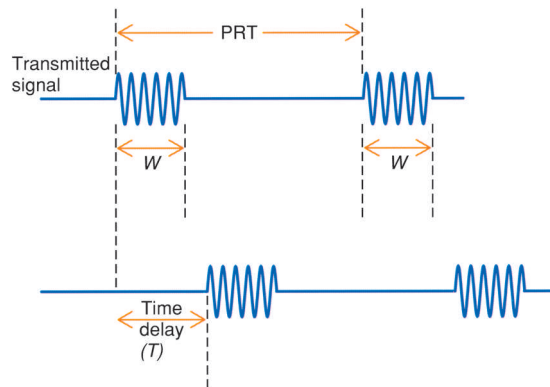 PRT
Transmitted
signal
W
W
Time
delay
(T)